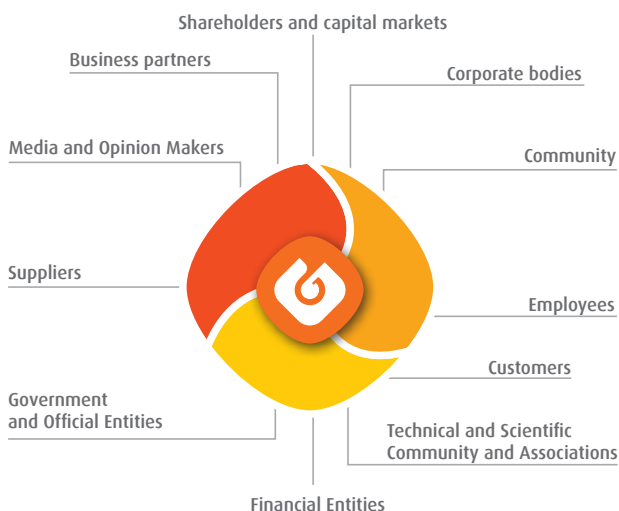 Shareholders and capital markets
Business partners
Corporate bodies
Media and Opinion Makers
Community
Suppliers
Employees
Customers
Government
and Official Entities
Technical and Scientific
Community and Associations
Financial Entities